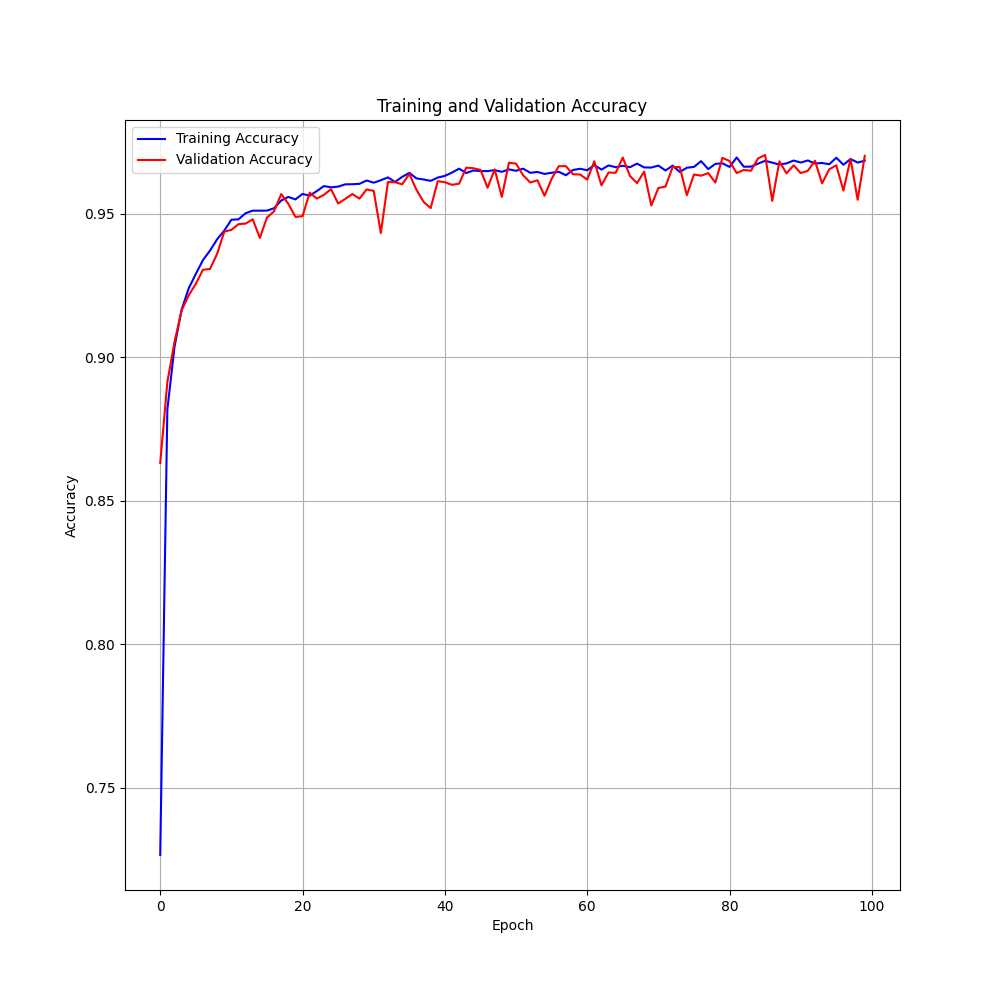 Training and Validation Accuracy
Training Accuracy
Validation Accuracy
0.95
0.90
0.85
0.80
0.75
Accuracy
0 20 40 60 80 100
Epoch